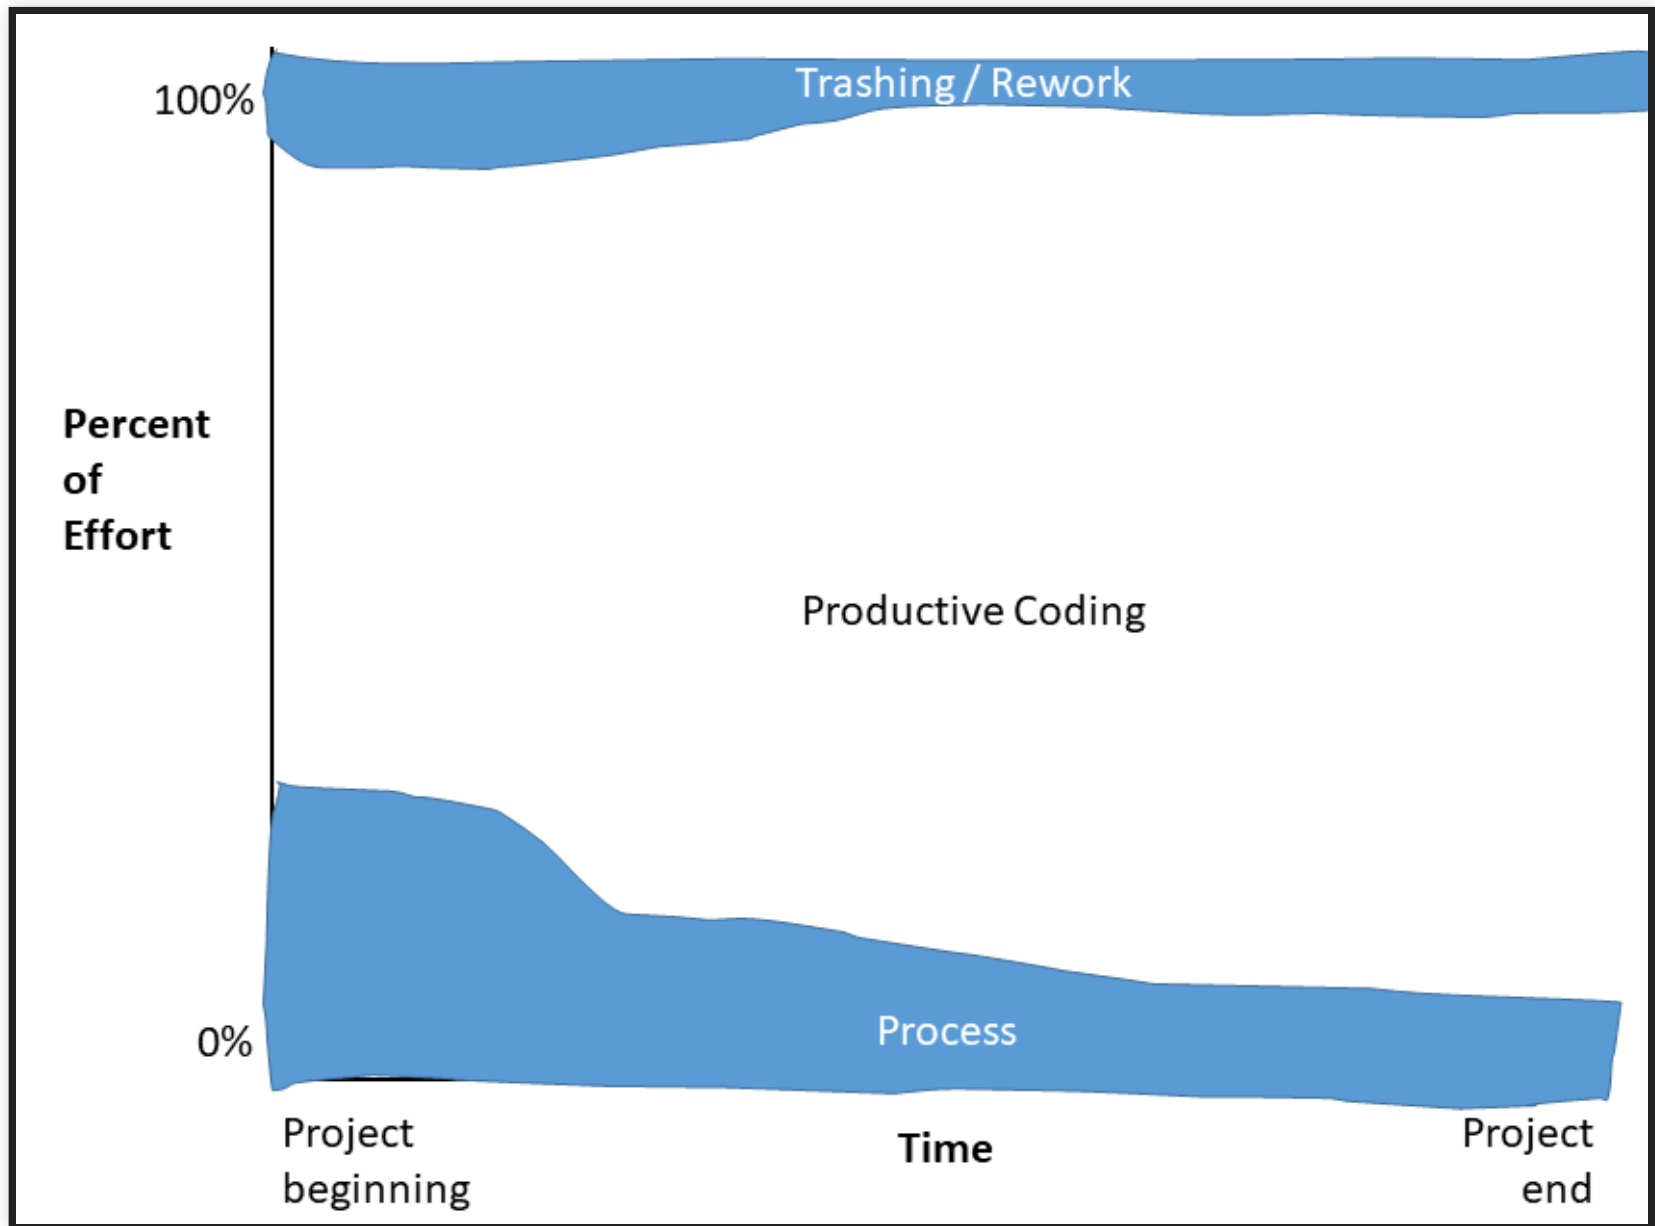 100%
Trashing / Rework
Percent
of
Effort
Productive Coding
Process
0%
Project
beginning
Time
Project
end